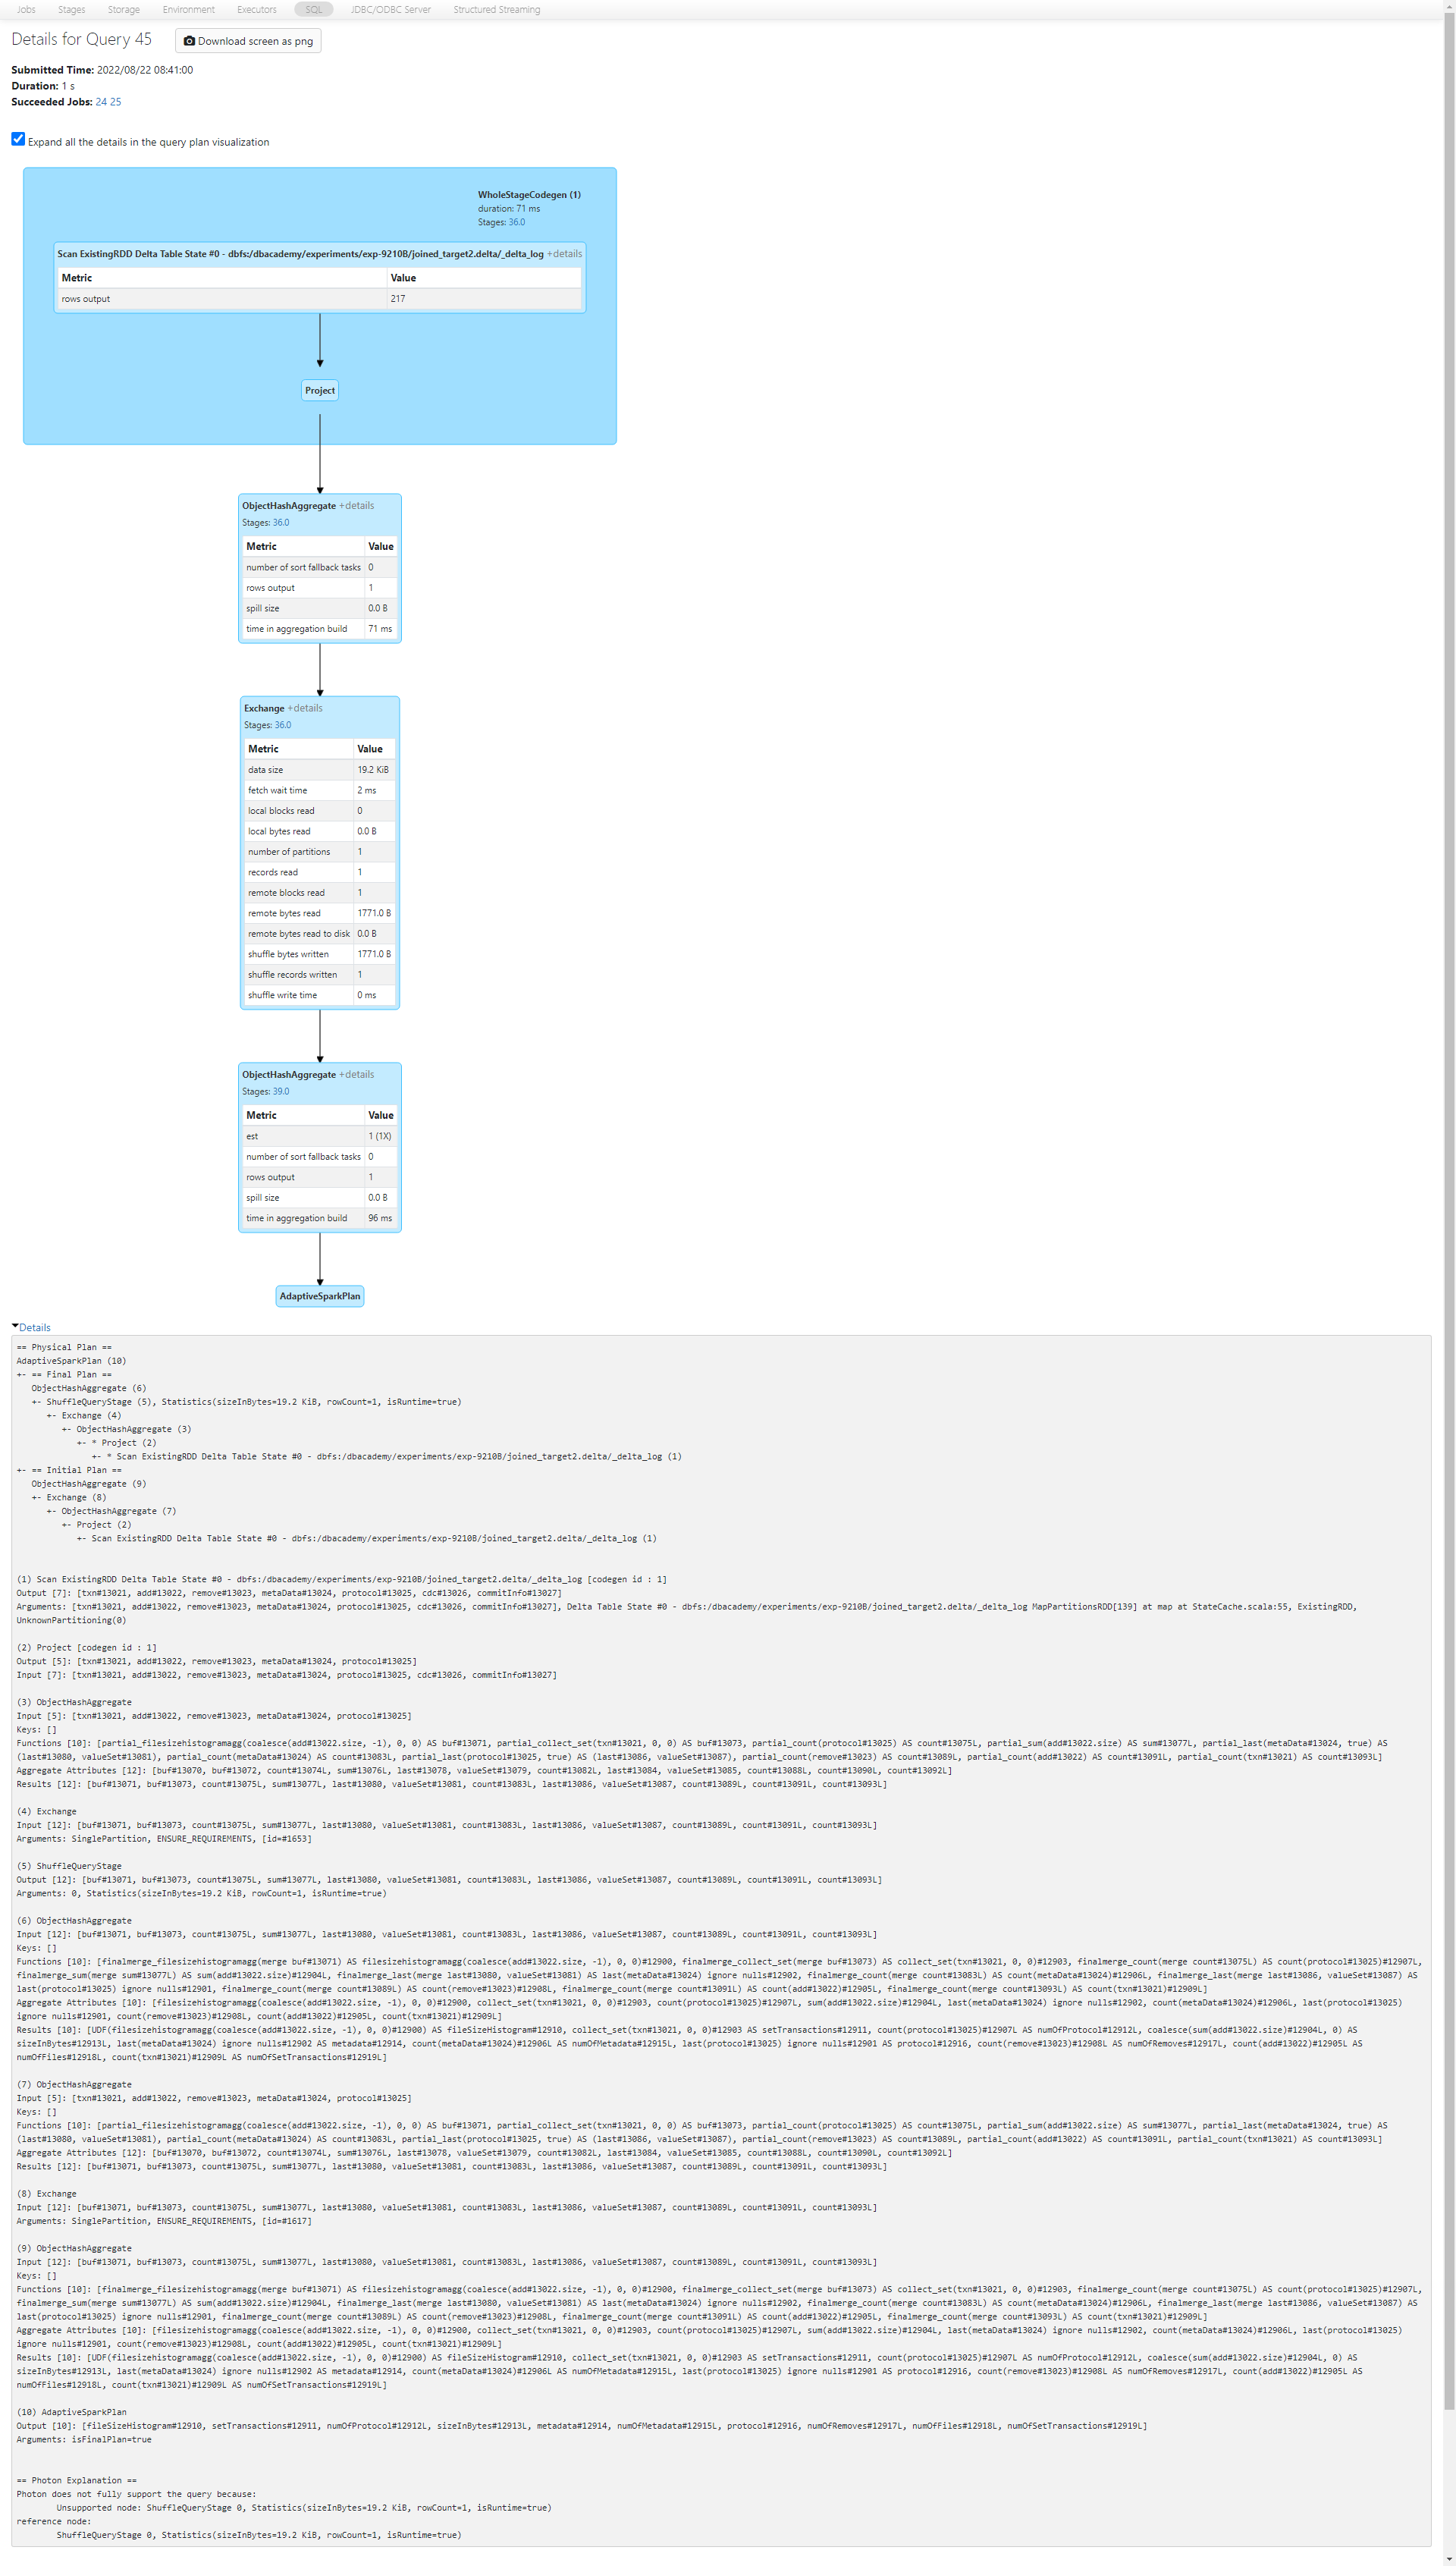 Jobs Stages Storage Environment Executors SQL JDBC/ODBC Server Structured Streaming
Details for Query 45 Download screen as png
Submitted Time: 2022/08/22 08:41:00
Duration: 1 s
Succeeded Jobs: 24 25
Expand all the details in the query plan visualization
WholeStageCodegen (1)
duration: 71 ms
Stages: 36.0
Scan ExistingRDD Delta Table State #0 - dbfs:/dbacademy/experiments/exp-9210B/joined_target2.delta/_delta_log +details
Metric Value
rows output 217
Project
ObjectHashAggregate +details
Stages: 36.0
Metric Value
number of sort fallback tasks 0
rows output 1
spill size 0.0 B
time in aggregation build 71 ms
Exchange +details
Stages: 36.0
Metric Value
data size 19.2 KiB
fetch wait time 2 ms
local blocks read 0
local bytes read 0.0 B
number of partitions 1
records read 1
remote blocks read 1
remote bytes read 1771.0 B
remote bytes read to disk 0.0 B
shuffle bytes written 1771.0 B
shuffle records written 1
shuffle write time 0 ms
ObjectHashAggregate +details
Stages: 39.0
Metric Value
est 1 (1X)
number of sort fallback tasks 0
rows output 1
spill size 0.0 B
time in aggregation build 96 ms
AdaptiveSparkPlan
Details
== Physical Plan ==
AdaptiveSparkPlan (10)
+- == Final Plan ==
   ObjectHashAggregate (6)
   +- ShuffleQueryStage (5), Statistics(sizeInBytes=19.2 KiB, rowCount=1, isRuntime=true)
      +- Exchange (4)
         +- ObjectHashAggregate (3)
            +- * Project (2)
               +- * Scan ExistingRDD Delta Table State #0 - dbfs:/dbacademy/experiments/exp-9210B/joined_target2.delta/_delta_log (1)
+- == Initial Plan ==
   ObjectHashAggregate (9)
   +- Exchange (8)
      +- ObjectHashAggregate (7)
         +- Project (2)
            +- Scan ExistingRDD Delta Table State #0 - dbfs:/dbacademy/experiments/exp-9210B/joined_target2.delta/_delta_log (1)
(1) Scan ExistingRDD Delta Table State #0 - dbfs:/dbacademy/experiments/exp-9210B/joined_target2.delta/_delta_log [codegen id : 1]
Output [7]: [txn#13021, add#13022, remove#13023, metaData#13024, protocol#13025, cdc#13026, commitInfo#13027]
Arguments: [txn#13021, add#13022, remove#13023, metaData#13024, protocol#13025, cdc#13026, commitInfo#13027], Delta Table State #0 - dbfs:/dbacademy/experiments/exp-9210B/joined_target2.delta/_delta_log MapPartitionsRDD[139] at map at StateCache.scala:55, ExistingRDD,
UnknownPartitioning(0)
(2) Project [codegen id : 1]
Output [5]: [txn#13021, add#13022, remove#13023, metaData#13024, protocol#13025]
Input [7]: [txn#13021, add#13022, remove#13023, metaData#13024, protocol#13025, cdc#13026, commitInfo#13027]
(3) ObjectHashAggregate
Input [5]: [txn#13021, add#13022, remove#13023, metaData#13024, protocol#13025]
Keys: []
Functions [10]: [partial_filesizehistogramagg(coalesce(add#13022.size, -1), 0, 0) AS buf#13071, partial_collect_set(txn#13021, 0, 0) AS buf#13073, partial_count(protocol#13025) AS count#13075L, partial_sum(add#13022.size) AS sum#13077L, partial_last(metaData#13024, true) AS
(last#13080, valueSet#13081), partial_count(metaData#13024) AS count#13083L, partial_last(protocol#13025, true) AS (last#13086, valueSet#13087), partial_count(remove#13023) AS count#13089L, partial_count(add#13022) AS count#13091L, partial_count(txn#13021) AS count#13093L]
Aggregate Attributes [12]: [buf#13070, buf#13072, count#13074L, sum#13076L, last#13078, valueSet#13079, count#13082L, last#13084, valueSet#13085, count#13088L, count#13090L, count#13092L]
Results [12]: [buf#13071, buf#13073, count#13075L, sum#13077L, last#13080, valueSet#13081, count#13083L, last#13086, valueSet#13087, count#13089L, count#13091L, count#13093L]
(4) Exchange
Input [12]: [buf#13071, buf#13073, count#13075L, sum#13077L, last#13080, valueSet#13081, count#13083L, last#13086, valueSet#13087, count#13089L, count#13091L, count#13093L]
Arguments: SinglePartition, ENSURE_REQUIREMENTS, [id=#1653]
(5) ShuffleQueryStage
Output [12]: [buf#13071, buf#13073, count#13075L, sum#13077L, last#13080, valueSet#13081, count#13083L, last#13086, valueSet#13087, count#13089L, count#13091L, count#13093L]
Arguments: 0, Statistics(sizeInBytes=19.2 KiB, rowCount=1, isRuntime=true)
(6) ObjectHashAggregate
Input [12]: [buf#13071, buf#13073, count#13075L, sum#13077L, last#13080, valueSet#13081, count#13083L, last#13086, valueSet#13087, count#13089L, count#13091L, count#13093L]
Keys: []
Functions [10]: [finalmerge_filesizehistogramagg(merge buf#13071) AS filesizehistogramagg(coalesce(add#13022.size, -1), 0, 0)#12900, finalmerge_collect_set(merge buf#13073) AS collect_set(txn#13021, 0, 0)#12903, finalmerge_count(merge count#13075L) AS count(protocol#13025)#12907L,
finalmerge_sum(merge sum#13077L) AS sum(add#13022.size)#12904L, finalmerge_last(merge last#13080, valueSet#13081) AS last(metaData#13024) ignore nulls#12902, finalmerge_count(merge count#13083L) AS count(metaData#13024)#12906L, finalmerge_last(merge last#13086, valueSet#13087) AS
last(protocol#13025) ignore nulls#12901, finalmerge_count(merge count#13089L) AS count(remove#13023)#12908L, finalmerge_count(merge count#13091L) AS count(add#13022)#12905L, finalmerge_count(merge count#13093L) AS count(txn#13021)#12909L]
Aggregate Attributes [10]: [filesizehistogramagg(coalesce(add#13022.size, -1), 0, 0)#12900, collect_set(txn#13021, 0, 0)#12903, count(protocol#13025)#12907L, sum(add#13022.size)#12904L, last(metaData#13024) ignore nulls#12902, count(metaData#13024)#12906L, last(protocol#13025)
ignore nulls#12901, count(remove#13023)#12908L, count(add#13022)#12905L, count(txn#13021)#12909L]
Results [10]: [UDF(filesizehistogramagg(coalesce(add#13022.size, -1), 0, 0)#12900) AS fileSizeHistogram#12910, collect_set(txn#13021, 0, 0)#12903 AS setTransactions#12911, count(protocol#13025)#12907L AS numOfProtocol#12912L, coalesce(sum(add#13022.size)#12904L, 0) AS
sizeInBytes#12913L, last(metaData#13024) ignore nulls#12902 AS metadata#12914, count(metaData#13024)#12906L AS numOfMetadata#12915L, last(protocol#13025) ignore nulls#12901 AS protocol#12916, count(remove#13023)#12908L AS numOfRemoves#12917L, count(add#13022)#12905L AS
numOfFiles#12918L, count(txn#13021)#12909L AS numOfSetTransactions#12919L]
(7) ObjectHashAggregate
Input [5]: [txn#13021, add#13022, remove#13023, metaData#13024, protocol#13025]
Keys: []
Functions [10]: [partial_filesizehistogramagg(coalesce(add#13022.size, -1), 0, 0) AS buf#13071, partial_collect_set(txn#13021, 0, 0) AS buf#13073, partial_count(protocol#13025) AS count#13075L, partial_sum(add#13022.size) AS sum#13077L, partial_last(metaData#13024, true) AS
(last#13080, valueSet#13081), partial_count(metaData#13024) AS count#13083L, partial_last(protocol#13025, true) AS (last#13086, valueSet#13087), partial_count(remove#13023) AS count#13089L, partial_count(add#13022) AS count#13091L, partial_count(txn#13021) AS count#13093L]
Aggregate Attributes [12]: [buf#13070, buf#13072, count#13074L, sum#13076L, last#13078, valueSet#13079, count#13082L, last#13084, valueSet#13085, count#13088L, count#13090L, count#13092L]
Results [12]: [buf#13071, buf#13073, count#13075L, sum#13077L, last#13080, valueSet#13081, count#13083L, last#13086, valueSet#13087, count#13089L, count#13091L, count#13093L]
(8) Exchange
Input [12]: [buf#13071, buf#13073, count#13075L, sum#13077L, last#13080, valueSet#13081, count#13083L, last#13086, valueSet#13087, count#13089L, count#13091L, count#13093L]
Arguments: SinglePartition, ENSURE_REQUIREMENTS, [id=#1617]
(9) ObjectHashAggregate
Input [12]: [buf#13071, buf#13073, count#13075L, sum#13077L, last#13080, valueSet#13081, count#13083L, last#13086, valueSet#13087, count#13089L, count#13091L, count#13093L]
Keys: []
Functions [10]: [finalmerge_filesizehistogramagg(merge buf#13071) AS filesizehistogramagg(coalesce(add#13022.size, -1), 0, 0)#12900, finalmerge_collect_set(merge buf#13073) AS collect_set(txn#13021, 0, 0)#12903, finalmerge_count(merge count#13075L) AS count(protocol#13025)#12907L,
finalmerge_sum(merge sum#13077L) AS sum(add#13022.size)#12904L, finalmerge_last(merge last#13080, valueSet#13081) AS last(metaData#13024) ignore nulls#12902, finalmerge_count(merge count#13083L) AS count(metaData#13024)#12906L, finalmerge_last(merge last#13086, valueSet#13087) AS
last(protocol#13025) ignore nulls#12901, finalmerge_count(merge count#13089L) AS count(remove#13023)#12908L, finalmerge_count(merge count#13091L) AS count(add#13022)#12905L, finalmerge_count(merge count#13093L) AS count(txn#13021)#12909L]
Aggregate Attributes [10]: [filesizehistogramagg(coalesce(add#13022.size, -1), 0, 0)#12900, collect_set(txn#13021, 0, 0)#12903, count(protocol#13025)#12907L, sum(add#13022.size)#12904L, last(metaData#13024) ignore nulls#12902, count(metaData#13024)#12906L, last(protocol#13025)
ignore nulls#12901, count(remove#13023)#12908L, count(add#13022)#12905L, count(txn#13021)#12909L]
Results [10]: [UDF(filesizehistogramagg(coalesce(add#13022.size, -1), 0, 0)#12900) AS fileSizeHistogram#12910, collect_set(txn#13021, 0, 0)#12903 AS setTransactions#12911, count(protocol#13025)#12907L AS numOfProtocol#12912L, coalesce(sum(add#13022.size)#12904L, 0) AS
sizeInBytes#12913L, last(metaData#13024) ignore nulls#12902 AS metadata#12914, count(metaData#13024)#12906L AS numOfMetadata#12915L, last(protocol#13025) ignore nulls#12901 AS protocol#12916, count(remove#13023)#12908L AS numOfRemoves#12917L, count(add#13022)#12905L AS
numOfFiles#12918L, count(txn#13021)#12909L AS numOfSetTransactions#12919L]
(10) AdaptiveSparkPlan
Output [10]: [fileSizeHistogram#12910, setTransactions#12911, numOfProtocol#12912L, sizeInBytes#12913L, metadata#12914, numOfMetadata#12915L, protocol#12916, numOfRemoves#12917L, numOfFiles#12918L, numOfSetTransactions#12919L]
Arguments: isFinalPlan=true
== Photon Explanation ==
Photon does not fully support the query because:
        Unsupported node: ShuffleQueryStage 0, Statistics(sizeInBytes=19.2 KiB, rowCount=1, isRuntime=true)
reference node:
        ShuffleQueryStage 0, Statistics(sizeInBytes=19.2 KiB, rowCount=1, isRuntime=true)